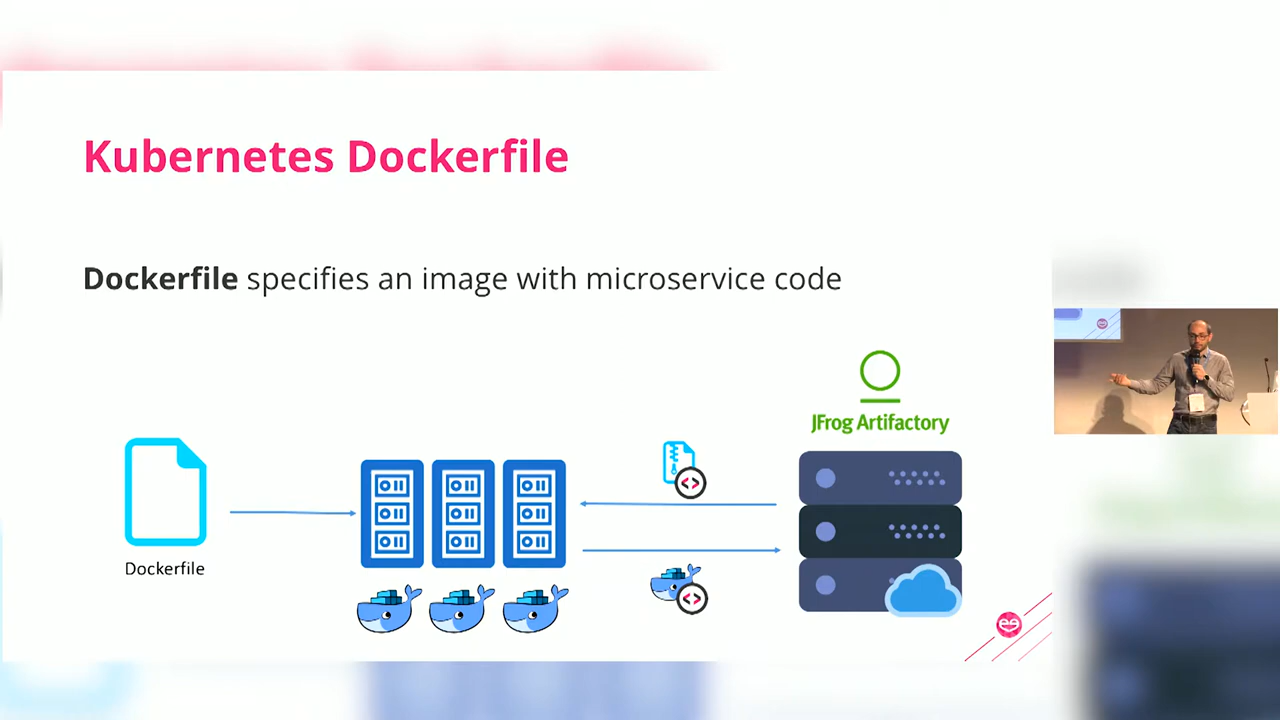 Kubernetes Dockerfile
Dockerfile specifies an image with microservice code
JFrog Artifactory
Dockerfile